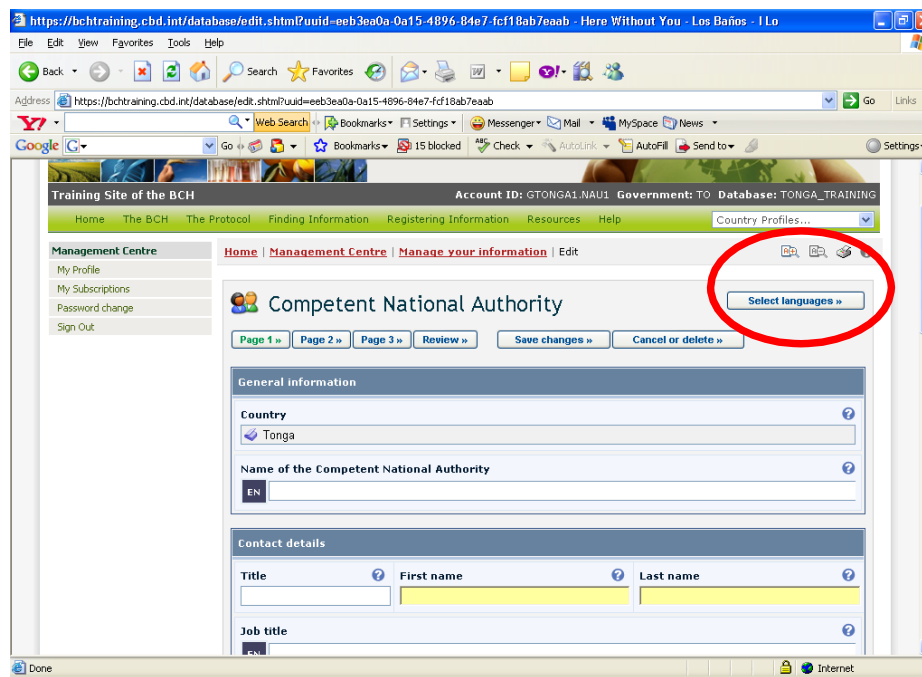 https://bchtraining.cbd.int/database/edit.shtml?uuid=eeb3ea0a-0a15-4896-84e7-fcf18ab7eaab - Here Without You - Los Baños - I Lo
File Edit View Favorites Tools Help
Back Search Favorites
Address https://bchtraining.cbd.int/database/edit.shtml?uuid=eeb3ea0a-0a15-4896-84e7-fcf18ab7eaab Go Links
Y! Web Search Bookmarks Settings Messenger Mail MySpace News
Google G Go Bookmarks 15 blocked ABC Check AutoLink AutoFill Send to Settings
Training Site of the BCH Account ID: GTONGA1.NAU1 Government: TO Database: TONGA_TRAINING
Home The BCH The Protocol Finding Information Registering Information Resources Help Country Profiles...
Management Centre
My Profile
My Subscriptions
Password change
Sign Out
Home | Management Centre | Manage your information | Edit
Competent National Authority
Select languages »
Page 1 » Page 2 » Page 3 » Review » Save changes » Cancel or delete »
General information
Country
Tonga
Name of the Competent National Authority
EN
Contact details
Title First name Last name
Job title
EN
Done Internet